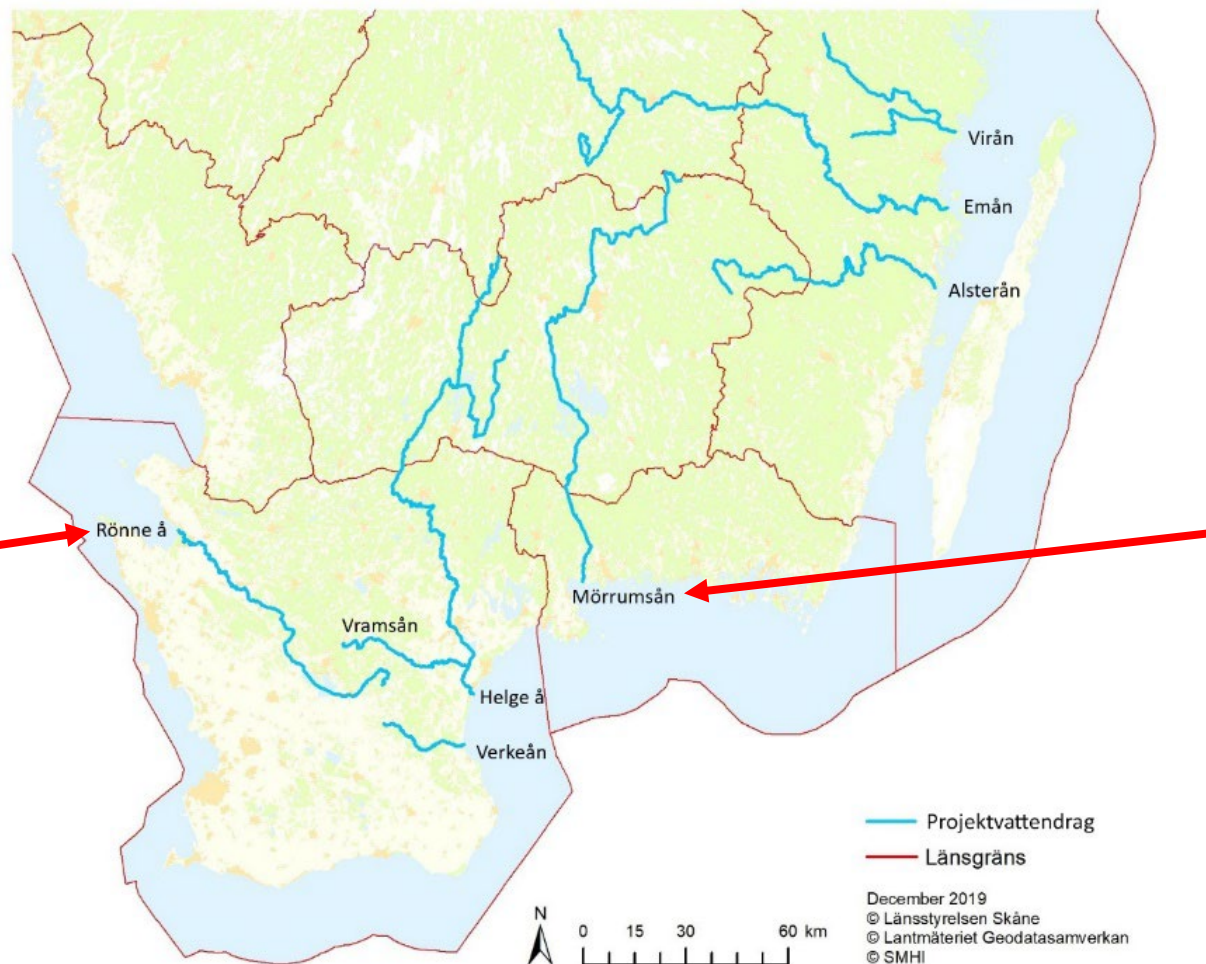 Virån
Emån
Alsterån
Rönne å
Mörrumsån
Vramsån
Helge å
Verkeån
Projektvattendrag
Länsgräns
December 2019
© Länsstyrelsen Skåne
© Lantmäteriet Geodatasamverkan
© SMHI
N
0 15 30 60 km